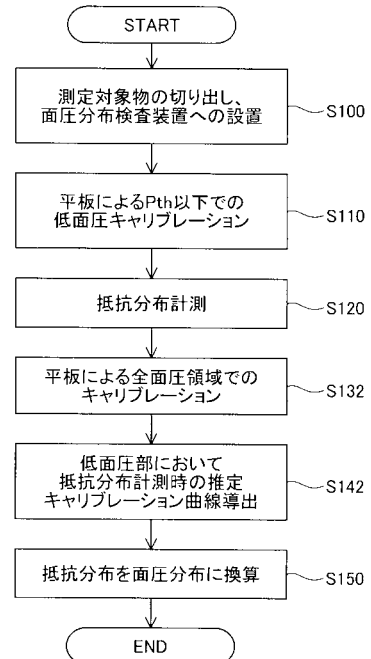 START
測定対象物の切り出し、
面圧分布検査装置への設置
S100
平板によるPth以下での
低面圧キャリブレーション
S110
抵抗分布計測
S120
平板による全面圧領域での
キャリブレーション
S132
低面圧部において
抵抗分布計測時の推定
キャリブレーション曲線導出
S142
抵抗分布を面圧分布に換算
S150
END